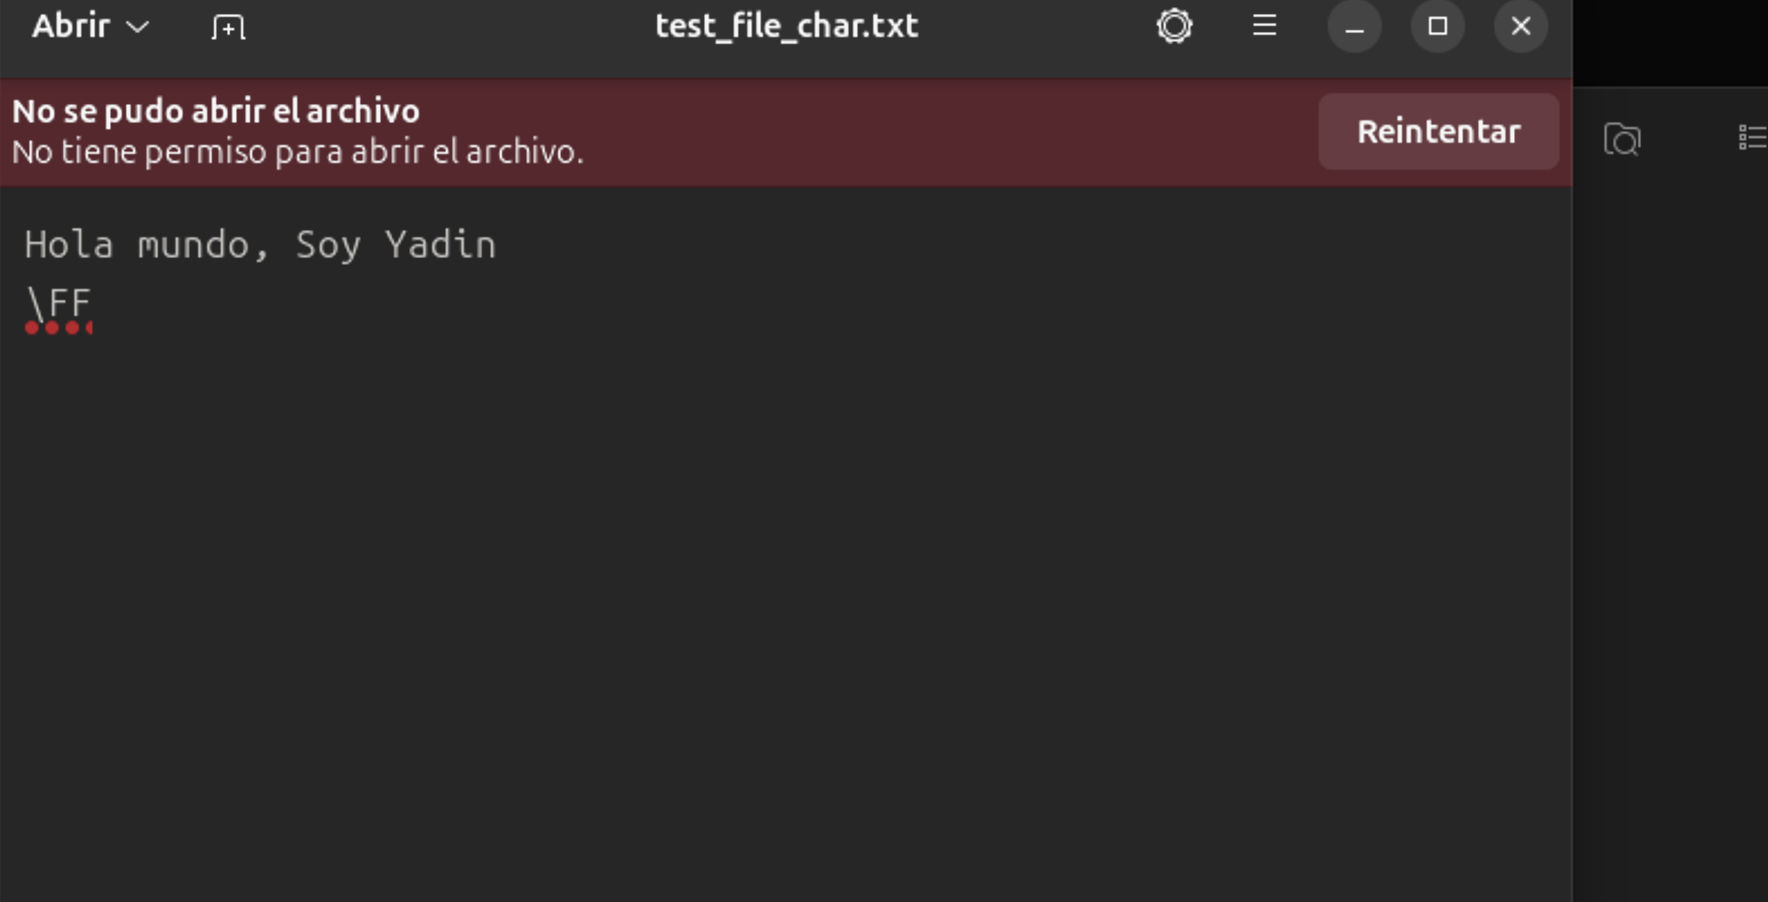 Abrir
test_file_char.txt
No se pudo abrir el archivo
No tiene permiso para abrir el archivo.
Reintentar
Hola mundo, Soy Yadin
\FF